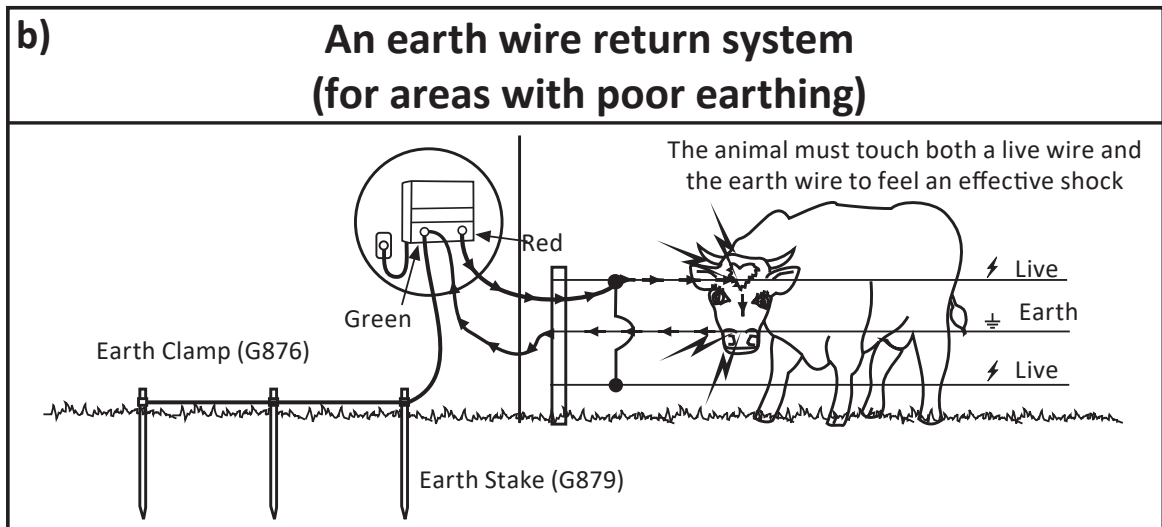 b)
An earth wire return system
(for areas with poor earthing)
The animal must touch both a live wire and
the earth wire to feel an effective shock
Red
Green
Live
Earth
Live
Earth Clamp (G876)
Earth Stake (G879)